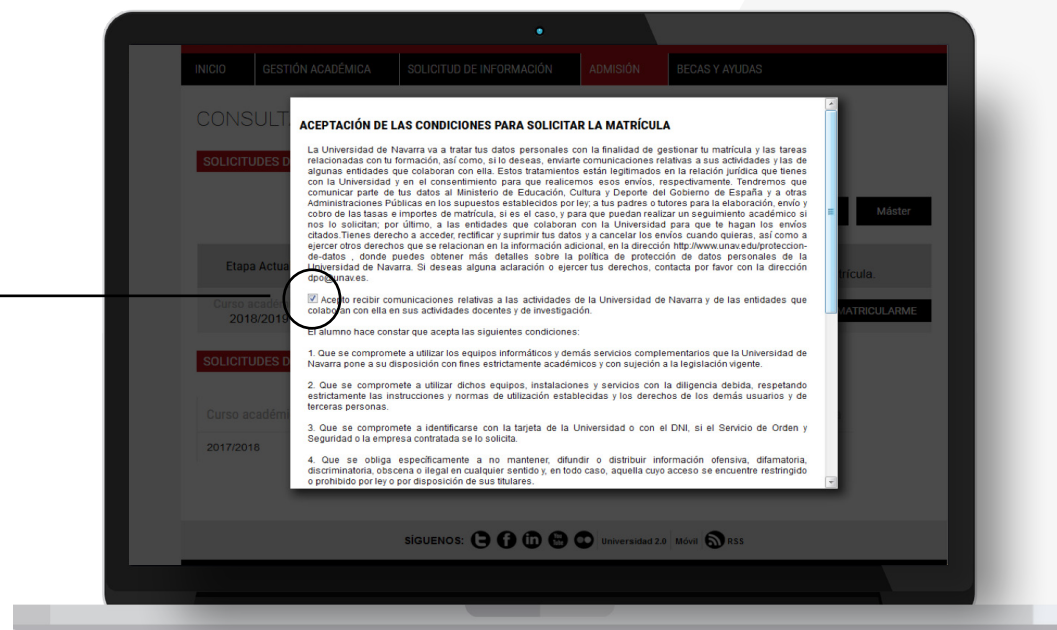 INICIO GESTIÓN ACADÉMICA SOLICITUD DE INFORMACIÓN ADMISIÓN BECAS Y AYUDAS
CONSULT
ACEPTACIÓN DE LAS CONDICIONES PARA SOLICITAR LA MATRÍCULA
SOLICITUDES D
Máster
La Universidad de Navarra va a tratar tus datos personales con la finalidad de gestionar tu matrícula y las tareas
relacionadas con tu formación, así como, si lo deseas, enviarte comunicaciones relativas a sus actividades y las de
algunas entidades que colaboran con ella. Estos tratamientos están legitimados en la relación jurídica que tienes
con la Universidad y en el consentimiento para que realicemos esos envíos, respectivamente. Tendremos que
comunicar parte de tus datos al Ministerio de Educación, Cultura y Deporte del Gobierno de España y a otras
Administraciones Públicas en los supuestos establecidos por ley; a tus padres o tutores para la elaboración, envío y
cobro de las tasas e importes de matrícula, si es el caso, y para que puedan realizar un seguimiento académico si
nos lo solicitan; por último, a las entidades que colaboran con la Universidad para que te hagan los envíos
citados.Tienes derecho a acceder, rectificar y suprimir tus datos y a cancelar los envíos cuando quieras, así como a
ejercer otros derechos que se relacionan en la información adicional, en la dirección http://www.unav.edu/proteccion-
de-datos , donde puedes obtener más detalles sobre la política de protección de datos personales de la
Universidad de Navarra. Si deseas alguna aclaración o ejercer tus derechos, contacta por favor con la dirección
dpo@unav.es.
Etapa Actua
trícula.
Curso académ
2018/2019
MATRICULARME
Acepto recibir comunicaciones relativas a las actividades de la Universidad de Navarra y de las entidades que
colaboran con ella en sus actividades docentes y de investigación.
El alumno hace constar que acepta las siguientes condiciones:
1. Que se compromete a utilizar los equipos informáticos y demás servicios complementarios que la Universidad de
Navarra pone a su disposición con fines estrictamente académicos y con sujeción a la legislación vigente.
SOLICITUDES D
2. Que se compromete a utilizar dichos equipos, instalaciones y servicios con la diligencia debida, respetando
estrictamente las instrucciones y normas de utilización establecidas y los derechos de los demás usuarios y de
terceras personas.
Curso académi
2017/2018
3. Que se compromete a identificarse con la tarjeta de la Universidad o con el DNI, si el Servicio de Orden y
Seguridad o la empresa contratada se lo solicita.
4. Que se obliga específicamente a no mantener, difundir o distribuir información ofensiva, difamatoria,
discriminatoria, obscena o ilegal en cualquier sentido y, en todo caso, aquella cuyo acceso se encuentre restringido
o prohibido por ley o por disposición de sus titulares.
SÍGUENOS: Universidad 2.0 Móvil RSS